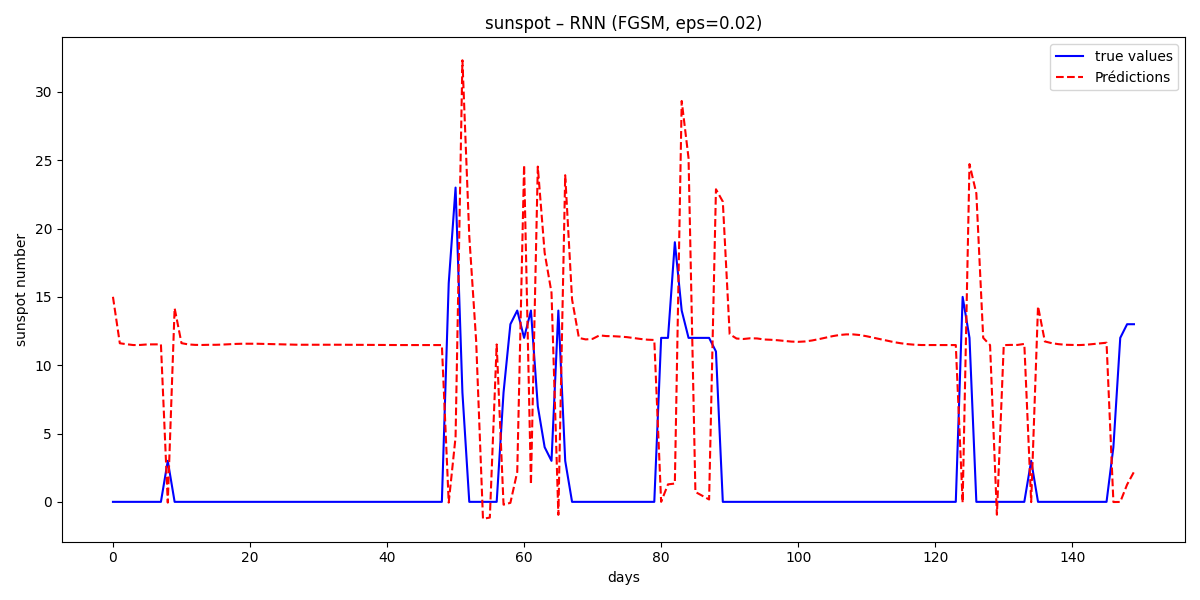 sunspot – RNN (FGSM, eps=0.02)
true values
Prédictions
sunspot number
30
25
20
15
10
5
0
0 20 40 60 80 100 120 140
days